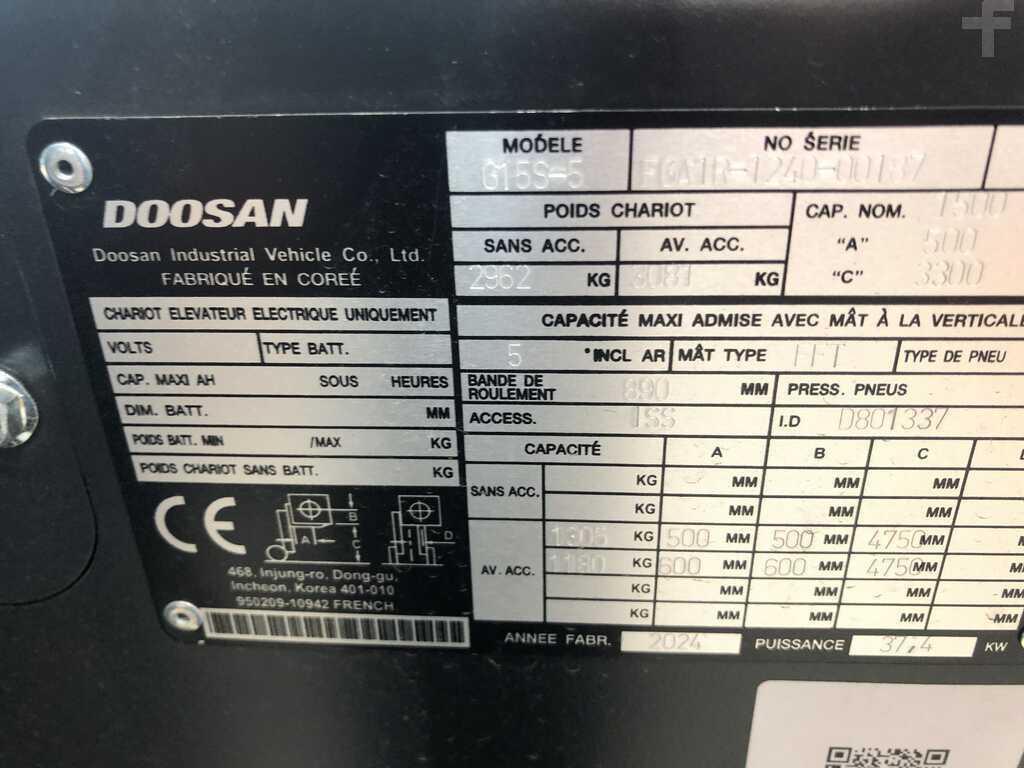 f
MODÈLE
NO SÉRIE
G15S-5
FGA1R-1240-00187
DOOSAN
Doosan Industrial Vehicle Co., Ltd.
FABRIQUÉ EN CORÉE
POIDS CHARIOT
CAP. NOM. 1500
SANS ACC.
AV. ACC.
"A" 500
2962 KG
3081 KG
"C" 3300
CHARIOT ELEVATEUR ELECTRIQUE UNIQUEMENT
CAPACITÉ MAXI ADMISE AVEC MÂT À LA VERTICALE
VOLTS
TYPE BATT.
5 °INCL AR
MÂT TYPE FFT
TYPE DE PNEU
CAP. MAXI AH SOUS HEURES
BANDE DE ROULEMENT 890 MM
PRESS. PNEUS
DIM. BATT. MM
ACCESS. ISS
I.D D801337
POIDS BATT. MIN /MAX KG
CAPACITÉ A B C
POIDS CHARIOT SANS BATT. KG
SANS ACC.
KG MM MM MM
KG MM MM MM
CE
B
A
C
D
AV. ACC.
1305 KG 500 MM 500 MM 4750 MM
1180 KG 600 MM 600 MM 4750 MM
KG MM MM MM
KG MM MM MM
468, Injung-ro, Dong-gu,
Incheon, Korea 401-010
950209-10942 FRENCH
ANNEE FABR. 2024 PUISSANCE 37,4 KW